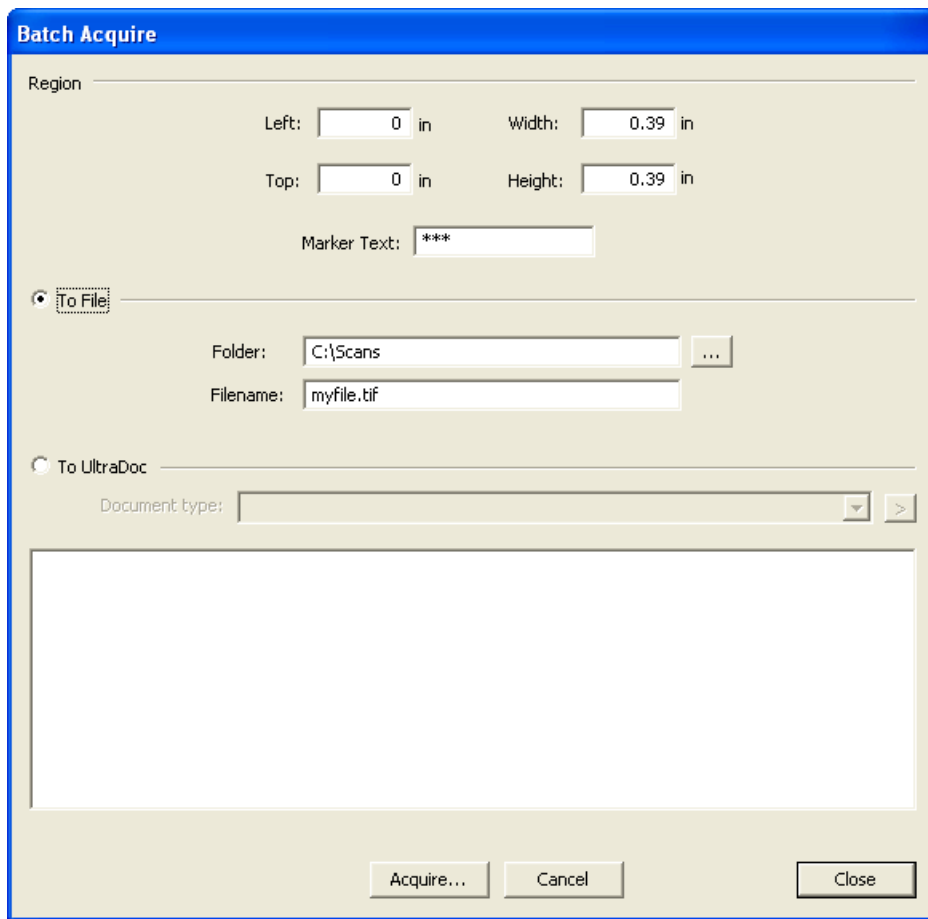 Batch Acquire
Region
Left: 0 in Width: 0.39 in
Top: 0 in Height: 0.39 in
Marker Text: ***
To File
Folder: C:\Scans ...
Filename: myfile.tif
To UltraDoc
Document type: >
Acquire... Cancel Close